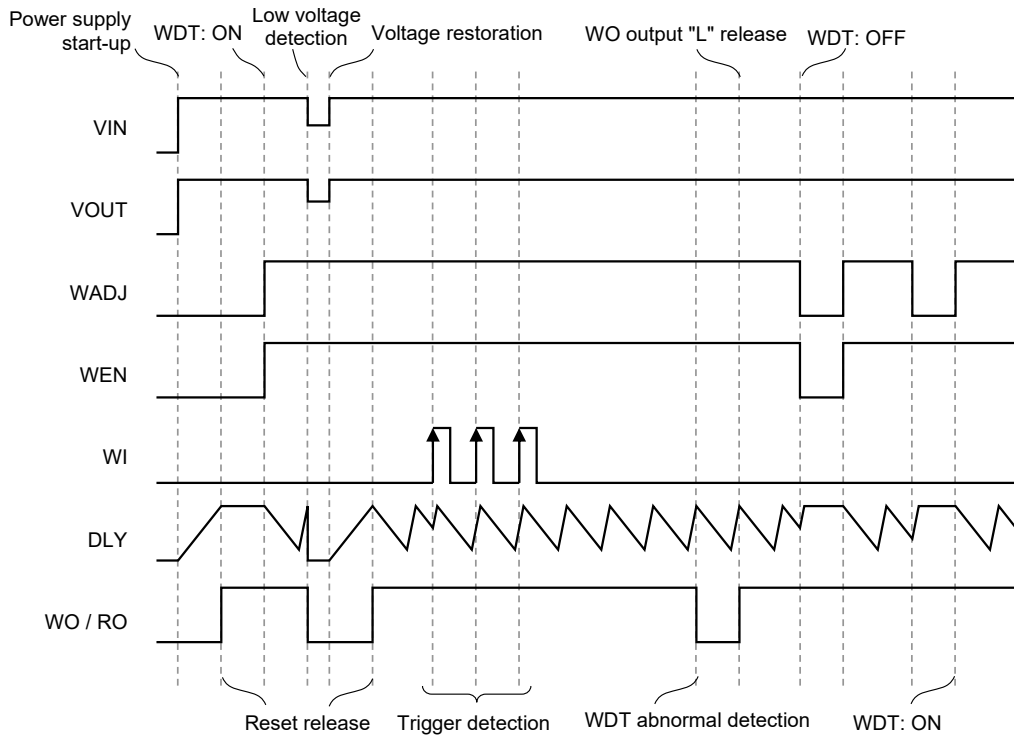 Power supply
start-up
WDT: ON
Low voltage
detection
Voltage restoration
WO output "L" release
WDT: OFF
VIN
VOUT
WADJ
WEN
WI
DLY
WO / RO
Reset release
Trigger detection
WDT abnormal detection
WDT: ON